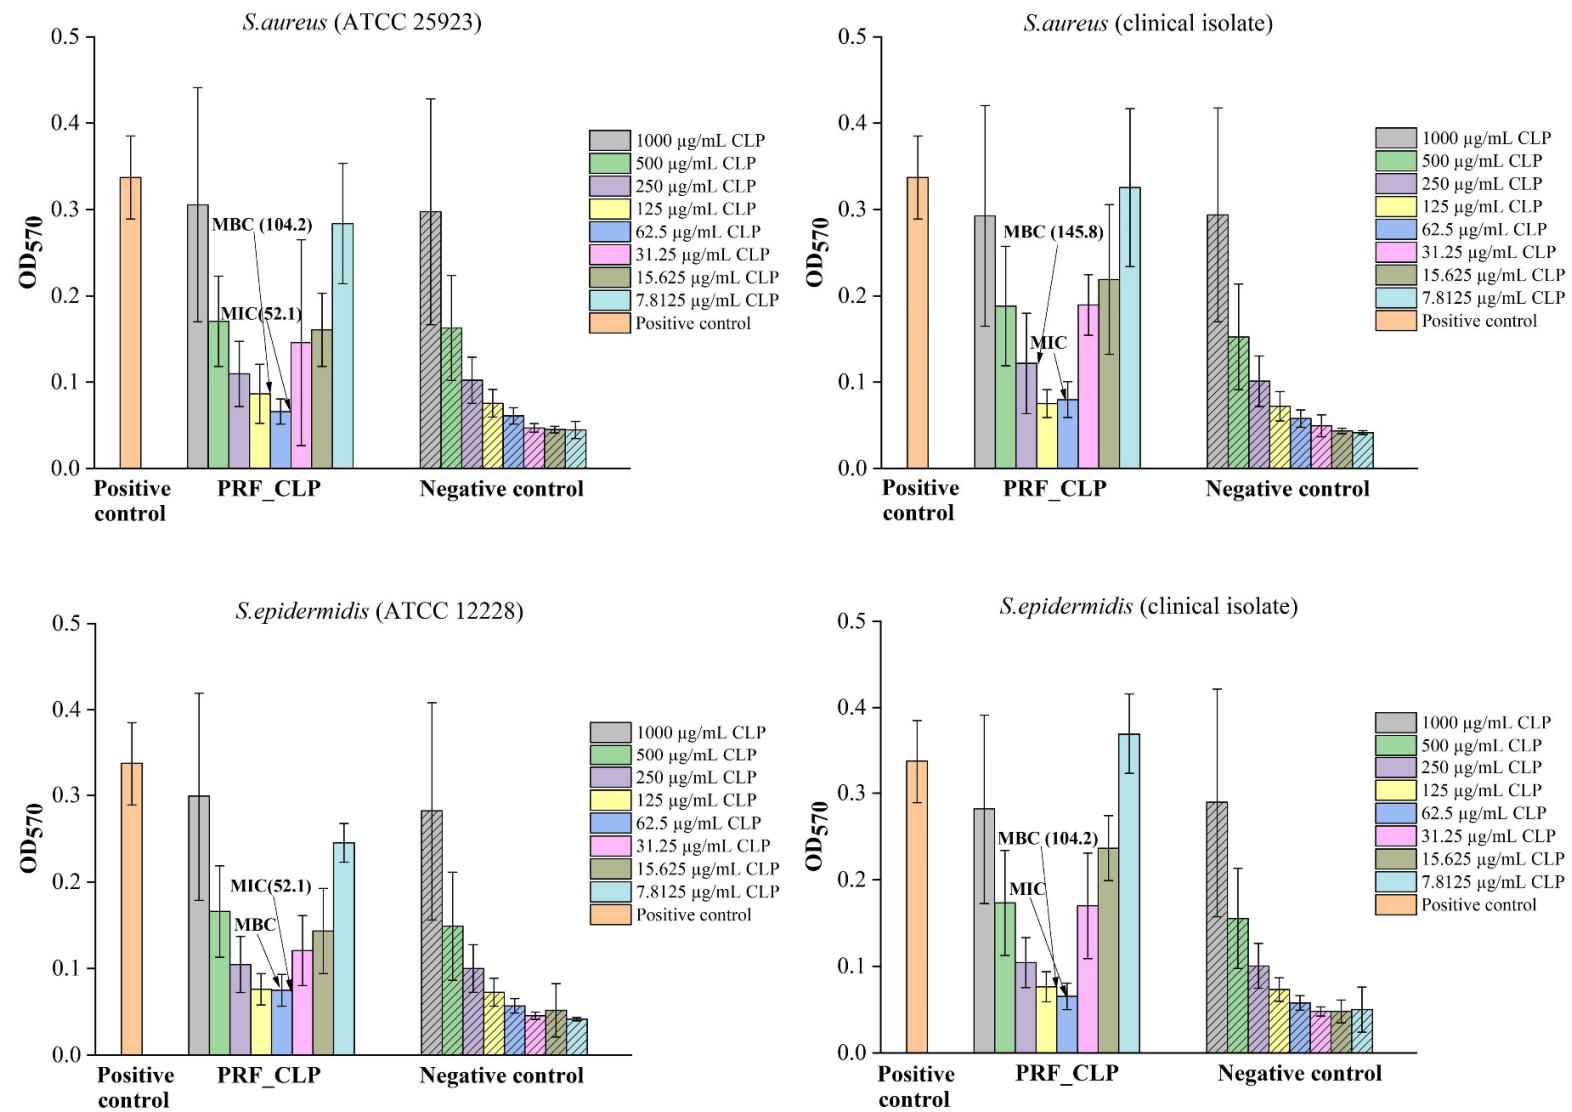 S.aureus (ATCC 25923)
0.5
0.4
0.3
0.2
0.1
0.0
OD570
MBC (104.2)
MIC(52.1)
1000 µg/mL CLP
500 µg/mL CLP
250 µg/mL CLP
125 µg/mL CLP
62.5 µg/mL CLP
31.25 µg/mL CLP
15.625 µg/mL CLP
7.8125 µg/mL CLP
Positive control
Positive
control
PRF_CLP
Negative control
S.aureus (clinical isolate)
0.5
0.4
0.3
0.2
0.1
0.0
OD570
MBC (145.8)
MIC
1000 µg/mL CLP
500 µg/mL CLP
250 µg/mL CLP
125 µg/mL CLP
62.5 µg/mL CLP
31.25 µg/mL CLP
15.625 µg/mL CLP
7.8125 µg/mL CLP
Positive control
Positive
control
PRF_CLP
Negative control
S.epidermidis (ATCC 12228)
0.5
0.4
0.3
0.2
0.1
0.0
OD570
MIC(52.1)
MBC
1000 µg/mL CLP
500 µg/mL CLP
250 µg/mL CLP
125 µg/mL CLP
62.5 µg/mL CLP
31.25 µg/mL CLP
15.625 µg/mL CLP
7.8125 µg/mL CLP
Positive control
Positive
control
PRF_CLP
Negative control
S.epidermidis (clinical isolate)
0.5
0.4
0.3
0.2
0.1
0.0
OD570
MBC (104.2)
MIC
1000 µg/mL CLP
500 µg/mL CLP
250 µg/mL CLP
125 µg/mL CLP
62.5 µg/mL CLP
31.25 µg/mL CLP
15.625 µg/mL CLP
7.8125 µg/mL CLP
Positive control
Positive
control
PRF_CLP
Negative control